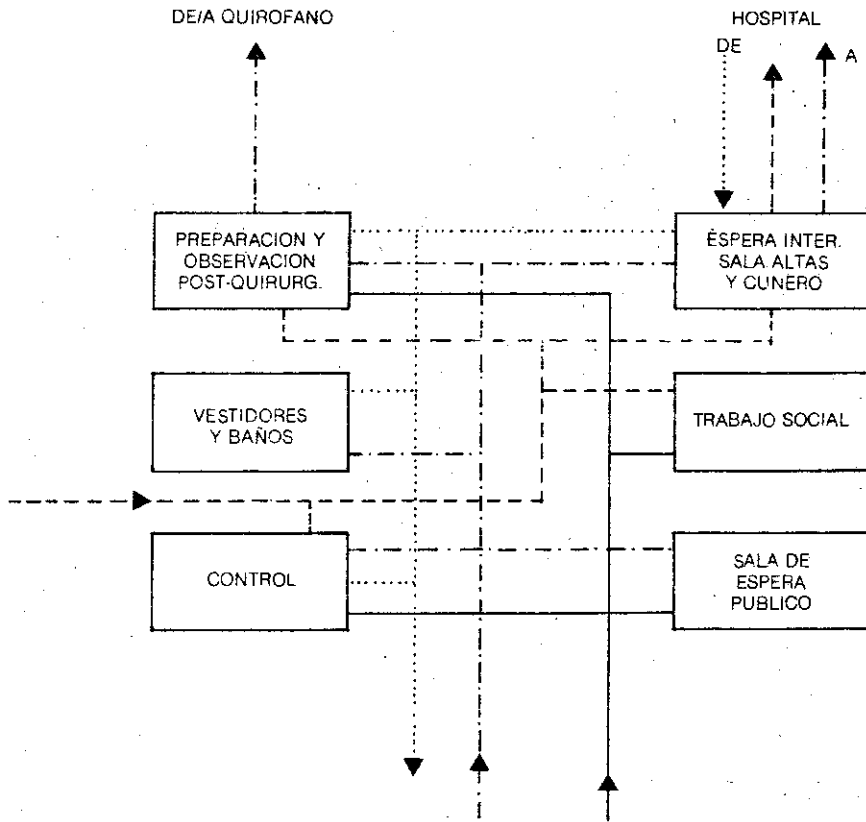 DE/A QUIROFANO
HOSPITAL
DE
A
PREPARACION Y
OBSERVACION
POST-QUIRURG.
ESPERA INTER.
SALA ALTAS
Y CUNERO
VESTIDORES
Y BAÑOS
TRABAJO SOCIAL
CONTROL
SALA DE
ESPERA
PUBLICO